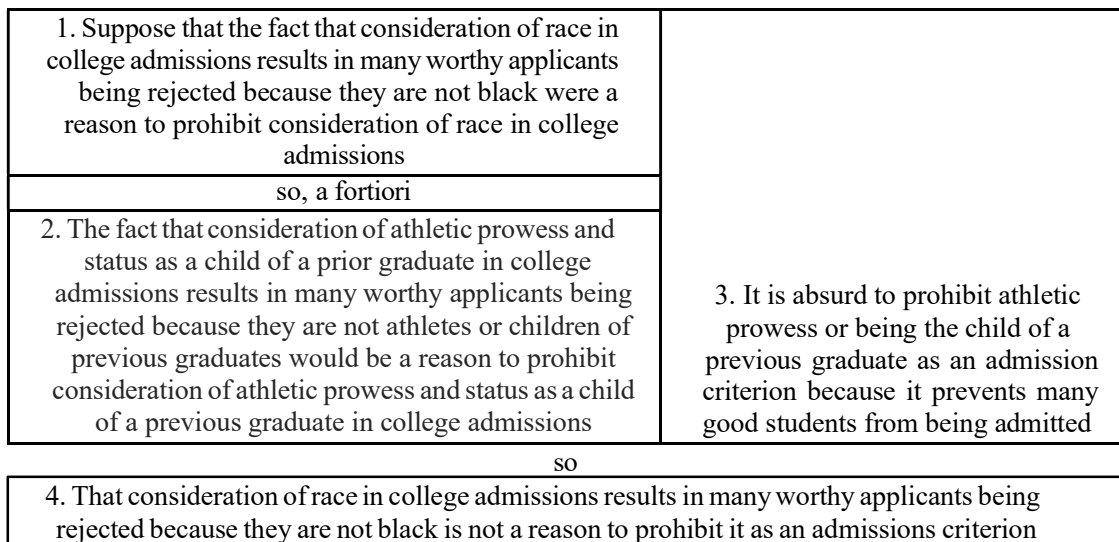 1. Suppose that the fact that consideration of race in
college admissions results in many worthy applicants
being rejected because they are not black were a
reason to prohibit consideration of race in college
admissions
so, a fortiori
2. The fact that consideration of athletic prowess and
status as a child of a prior graduate in college
admissions results in many worthy applicants being
rejected because they are not athletes or children of
previous graduates would be a reason to prohibit
consideration of athletic prowess and status as a child
of a previous graduate in college admissions
3. It is absurd to prohibit athletic
prowess or being the child of a
previous graduate as an admission
criterion because it prevents many
good students from being admitted
so
4. That consideration of race in college admissions results in many worthy applicants being
rejected because they are not black is not a reason to prohibit it as an admissions criterion